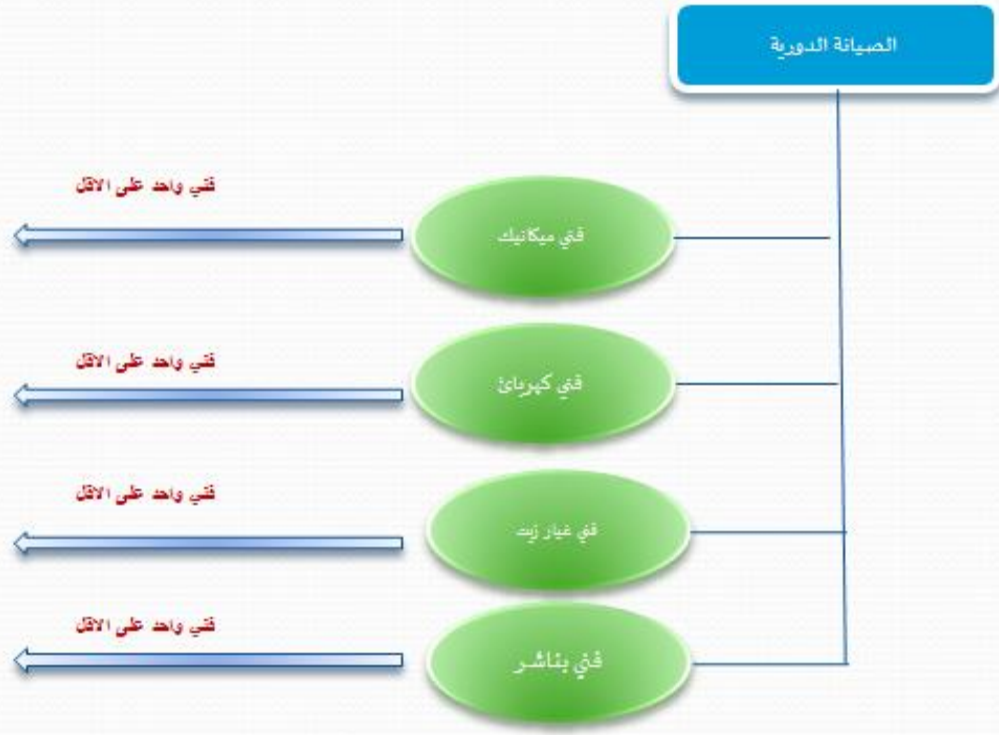 الصيانة الدورية
فني ميكانيك
فني واحد على الاقل
فني كهربائ
فني واحد على الاقل
فني غيار زيت
فني واحد على الاقل
فني بناشر
فني واحد على الاقل